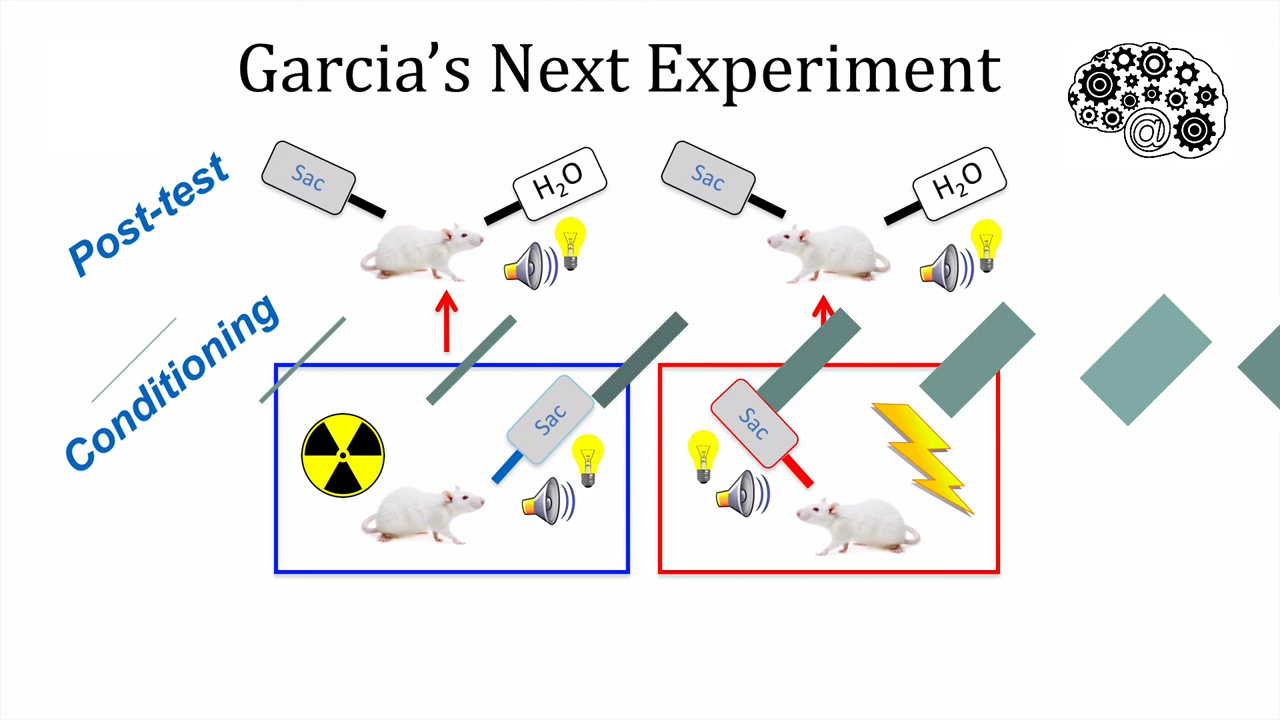 Garcia’s Next Experiment
@
Post-test
Sac
H₂O
Sac
H₂O
Conditioning
Sac
Sac